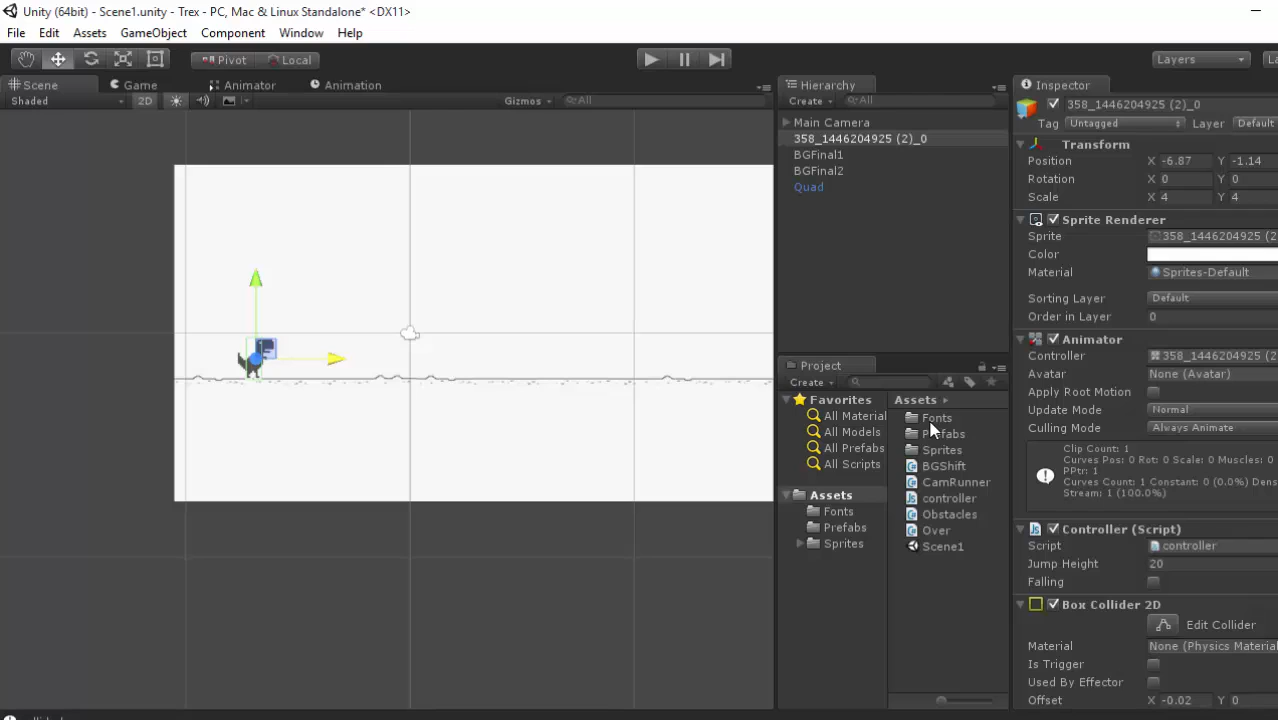 Unity (64bit) - Scene1.unity - Trex - PC, Mac & Linux Standalone* <DX11>
File Edit Assets GameObject Component Window Help
Pivot Local Layers
Scene Game Animator Animation
Shaded 2D Gizmos All
Hierarchy
Create All
Main Camera
358_1446204925 (2)_0
BGFinal1
BGFinal2
Quad
Project
Create
Favorites
All Material
All Models
All Prefabs
All Scripts
Assets
Fonts
Prefabs
Sprites
Assets
Fonts
Prefabs
Sprites
BGShift
CamRunner
controller
Obstacles
Over
Scene1
Inspector
358_1446204925 (2)_0
Tag Untagged Layer Default
Transform
Position X -6.87 Y -1.14
Rotation X 0 Y 0
Scale X 4 Y 4
Sprite Renderer
Sprite 358_1446204925 (2
Color
Material Sprites-Default
Sorting Layer Default
Order in Layer 0
Animator
Controller 358_1446204925 (2
Avatar None (Avatar)
Apply Root Motion
Update Mode Normal
Culling Mode Always Animate
Clip Count: 1
Curves Pos: 0 Rot: 0 Scale: 0 Muscles: 0
PPtr: 1
Curves Count: 1 Constant: 0 (0.0%) Dens
Stream: 1 (100.0%)
Controller (Script)
Script controller
Jump Height 20
Falling
Box Collider 2D
Edit Collider
Material None (Physics Material
Is Trigger
Used By Effector
Offset X -0.02 Y 0